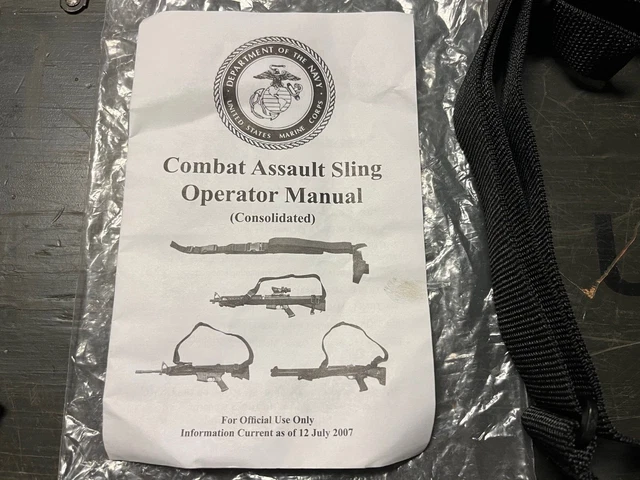 DEPARTMENT OF THE NAVY
UNITED STATES MARINE CORPS
Combat Assault Sling
Operator Manual
(Consolidated)
For Official Use Only
Information Current as of 12 July 2007
U